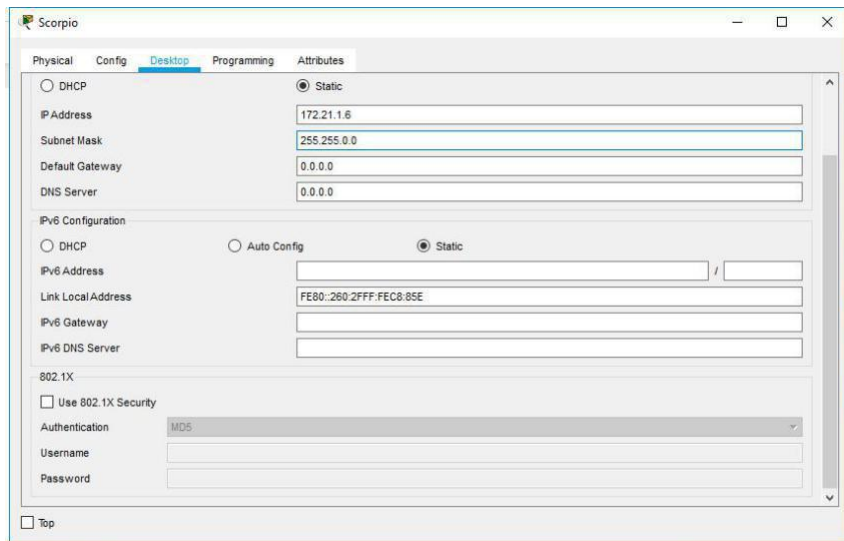 Scorpio
Physical Config Desktop Programming Attributes
DHCP Static
IP Address 172.21.1.6
Subnet Mask 255.255.0.0
Default Gateway 0.0.0.0
DNS Server 0.0.0.0
IPv6 Configuration
DHCP Auto Config Static
IPv6 Address /
Link Local Address FE80::260:2FFF:FEC8:85E
IPv6 Gateway
IPv6 DNS Server
802.1X
Use 802.1X Security
Authentication MD5
Username
Password
Top